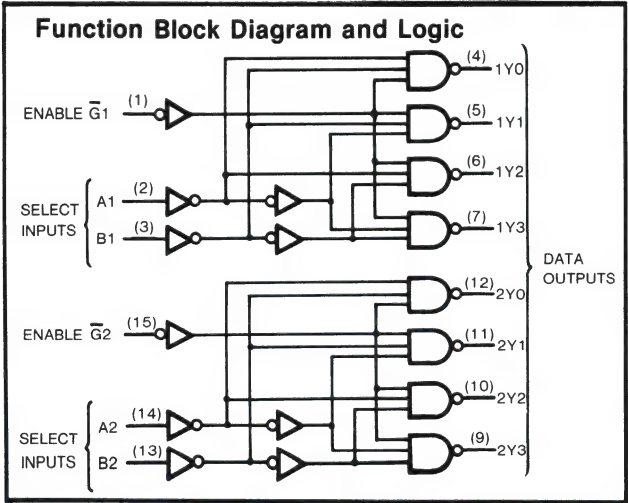 Function Block Diagram and Logic
(4) 1Y0
ENABLE G̅1 (1)
(5) 1Y1
(6) 1Y2
SELECT INPUTS
A1 (2)
B1 (3)
(7) 1Y3
DATA OUTPUTS
(12) 2Y0
ENABLE G̅2 (15)
(11) 2Y1
(10) 2Y2
SELECT INPUTS
A2 (14)
B2 (13)
(9) 2Y3